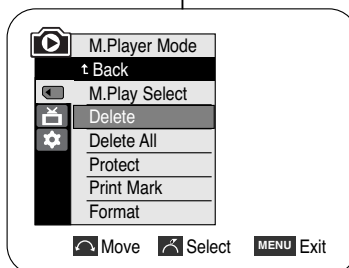 M.Player Mode
Back
M.Play Select
Delete
Delete All
Protect
Print Mark
Format
Move Select MENU Exit